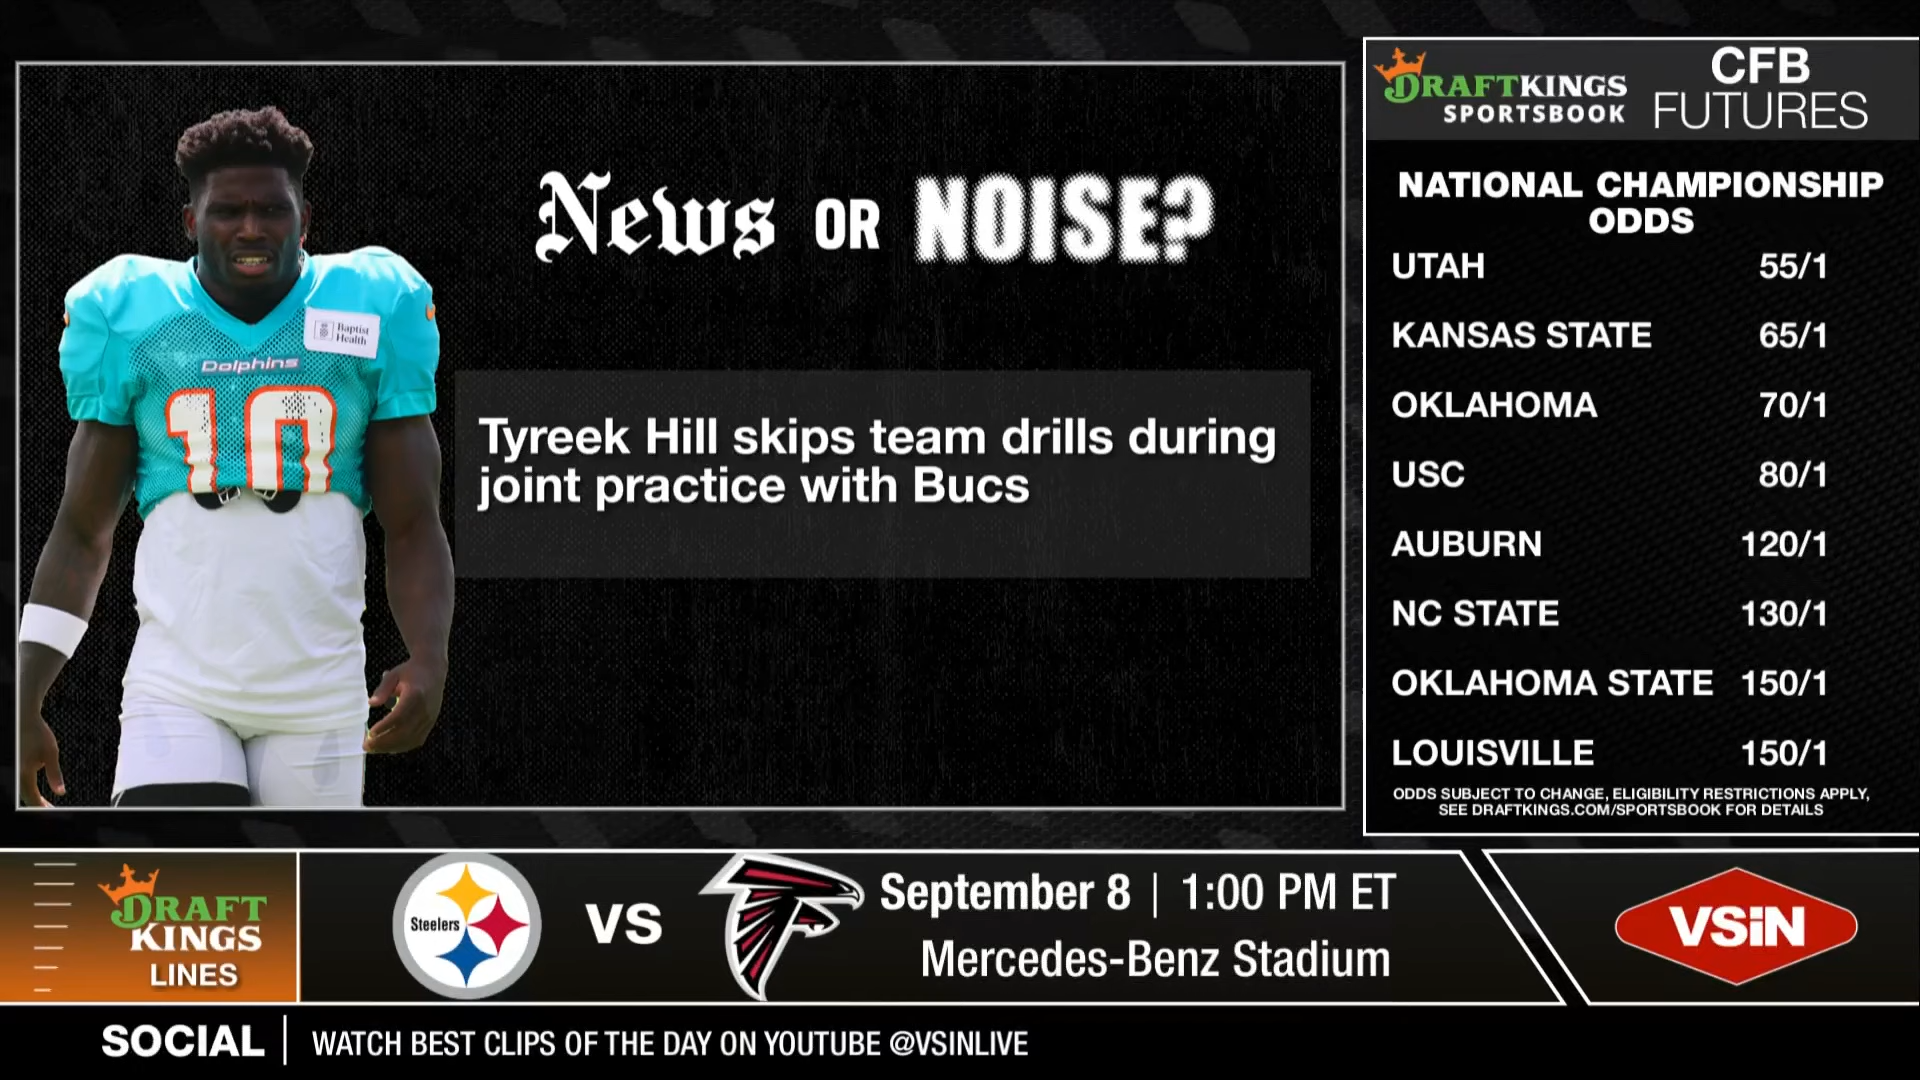 News OR NOISE?
Baptist
Health
Dolphins
10
Tyreek Hill skips team drills during
joint practice with Bucs
DRAFTKINGS
SPORTSBOOK
CFB
FUTURES
NATIONAL CHAMPIONSHIP
ODDS
UTAH 55/1
KANSAS STATE 65/1
OKLAHOMA 70/1
USC 80/1
AUBURN 120/1
NC STATE 130/1
OKLAHOMA STATE 150/1
LOUISVILLE 150/1
ODDS SUBJECT TO CHANGE, ELIGIBILITY RESTRICTIONS APPLY,
SEE DRAFTKINGS.COM/SPORTSBOOK FOR DETAILS
DRAFT
KINGS
LINES
Steelers
VS
September 8 | 1:00 PM ET
Mercedes-Benz Stadium
VSiN
SOCIAL | WATCH BEST CLIPS OF THE DAY ON YOUTUBE @VSINLIVE